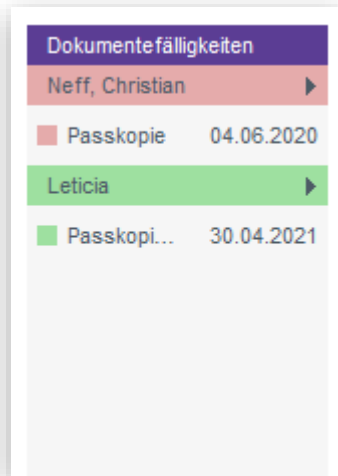 Dokumentefälligkeiten
Neff, Christian
Passkopie 04.06.2020
Leticia
Passkopi... 30.04.2021